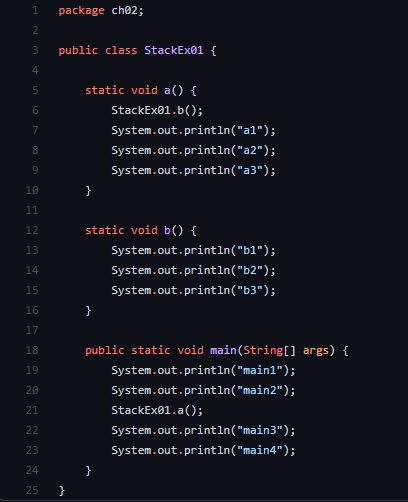 1 package ch02;
2
3 public class StackEx01 {
4
5     static void a() {
6         StackEx01.b();
7         System.out.println("a1");
8         System.out.println("a2");
9         System.out.println("a3");
10     }
11
12     static void b() {
13         System.out.println("b1");
14         System.out.println("b2");
15         System.out.println("b3");
16     }
17
18     public static void main(String[] args) {
19         System.out.println("main1");
20         System.out.println("main2");
21         StackEx01.a();
22         System.out.println("main3");
23         System.out.println("main4");
24     }
25 }